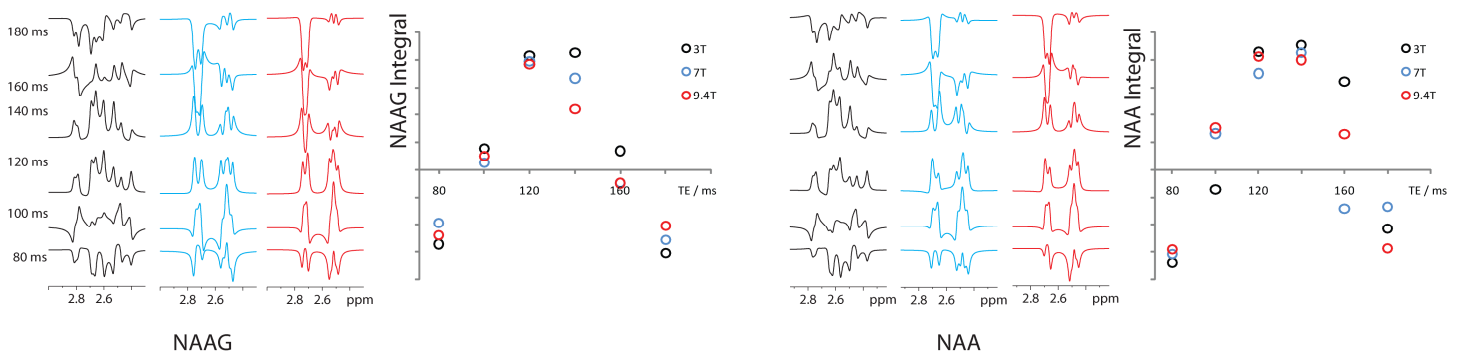 180 ms
160 ms
140 ms
120 ms
100 ms
80 ms
2.8 2.6
2.8 2.6
2.8 2.6 ppm
NAAG
NAAG Integral
3T
7T
9.4T
80 120 160 TE / ms
2.8 2.6 ppm
2.8 2.6 ppm
2.8 2.6 ppm
NAA
NAA Integral
3T
7T
9.4T
80 120 160 TE / ms